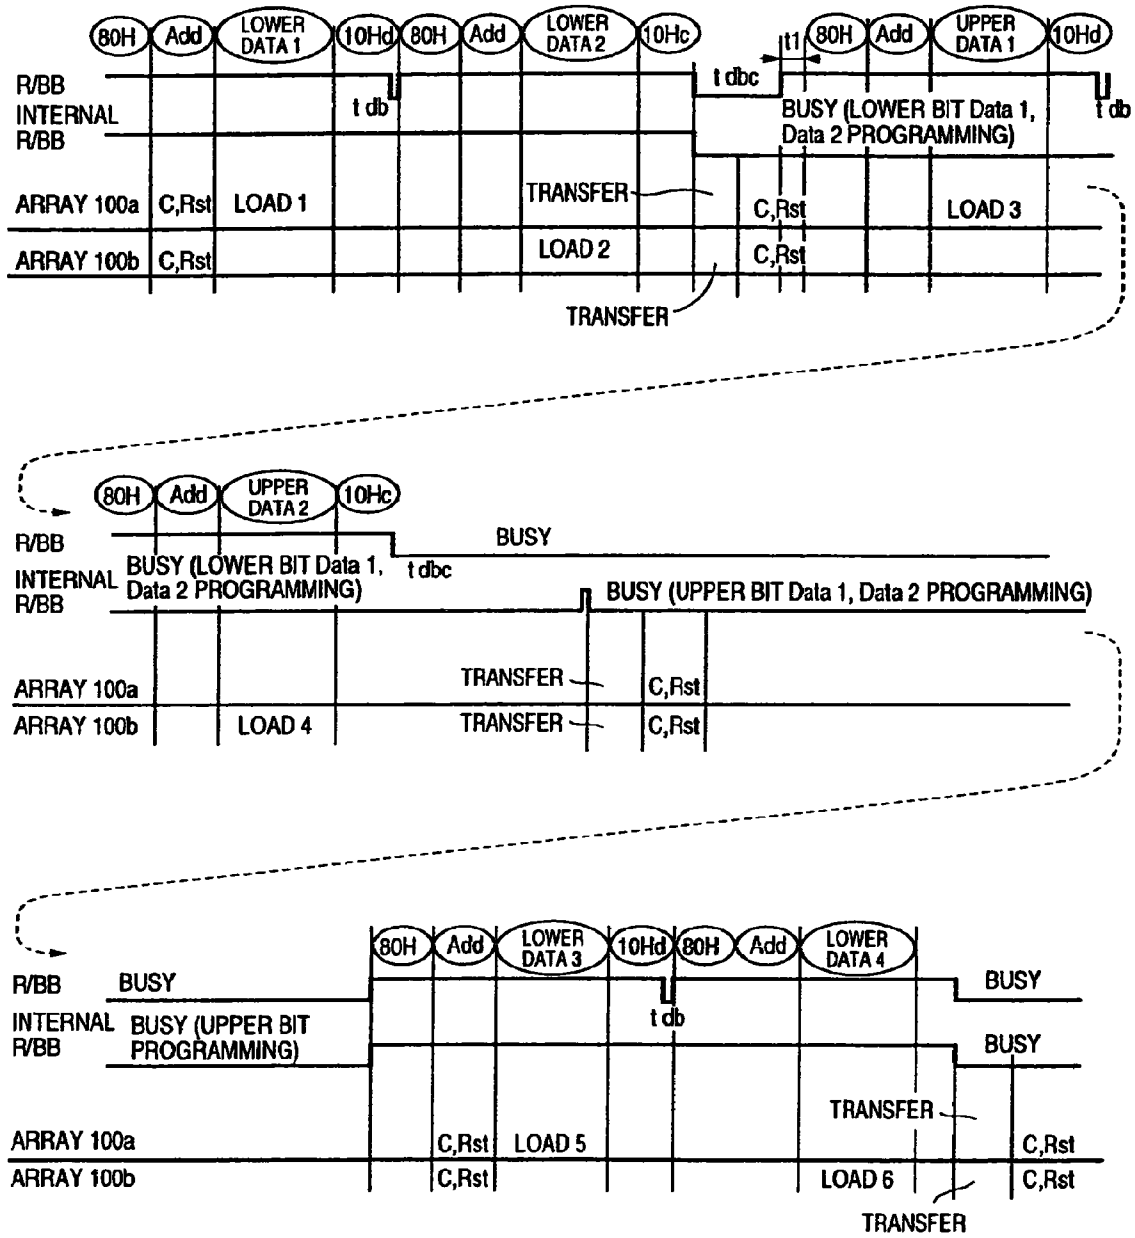 80H Add LOWER DATA 1 10Hd 80H Add LOWER DATA 2 10Hc t1 80H Add UPPER DATA 1 10Hd
R/BB t db t dbc t db
INTERNAL R/BB BUSY (LOWER BIT Data 1, Data 2 PROGRAMMING)
TRANSFER
ARRAY 100a C,Rst LOAD 1 C,Rst LOAD 3
ARRAY 100b C,Rst LOAD 2 C,Rst
TRANSFER
80H Add UPPER DATA 2 10Hc
R/BB BUSY
t dbc
INTERNAL R/BB BUSY (LOWER BIT Data 1, Data 2 PROGRAMMING) BUSY (UPPER BIT Data 1, Data 2 PROGRAMMING)
ARRAY 100a TRANSFER C,Rst
ARRAY 100b LOAD 4 TRANSFER C,Rst
80H Add LOWER DATA 3 10Hd 80H Add LOWER DATA 4
R/BB BUSY t db BUSY
INTERNAL R/BB BUSY (UPPER BIT PROGRAMMING) BUSY
TRANSFER
ARRAY 100a C,Rst LOAD 5 C,Rst
ARRAY 100b C,Rst LOAD 6 C,Rst
TRANSFER